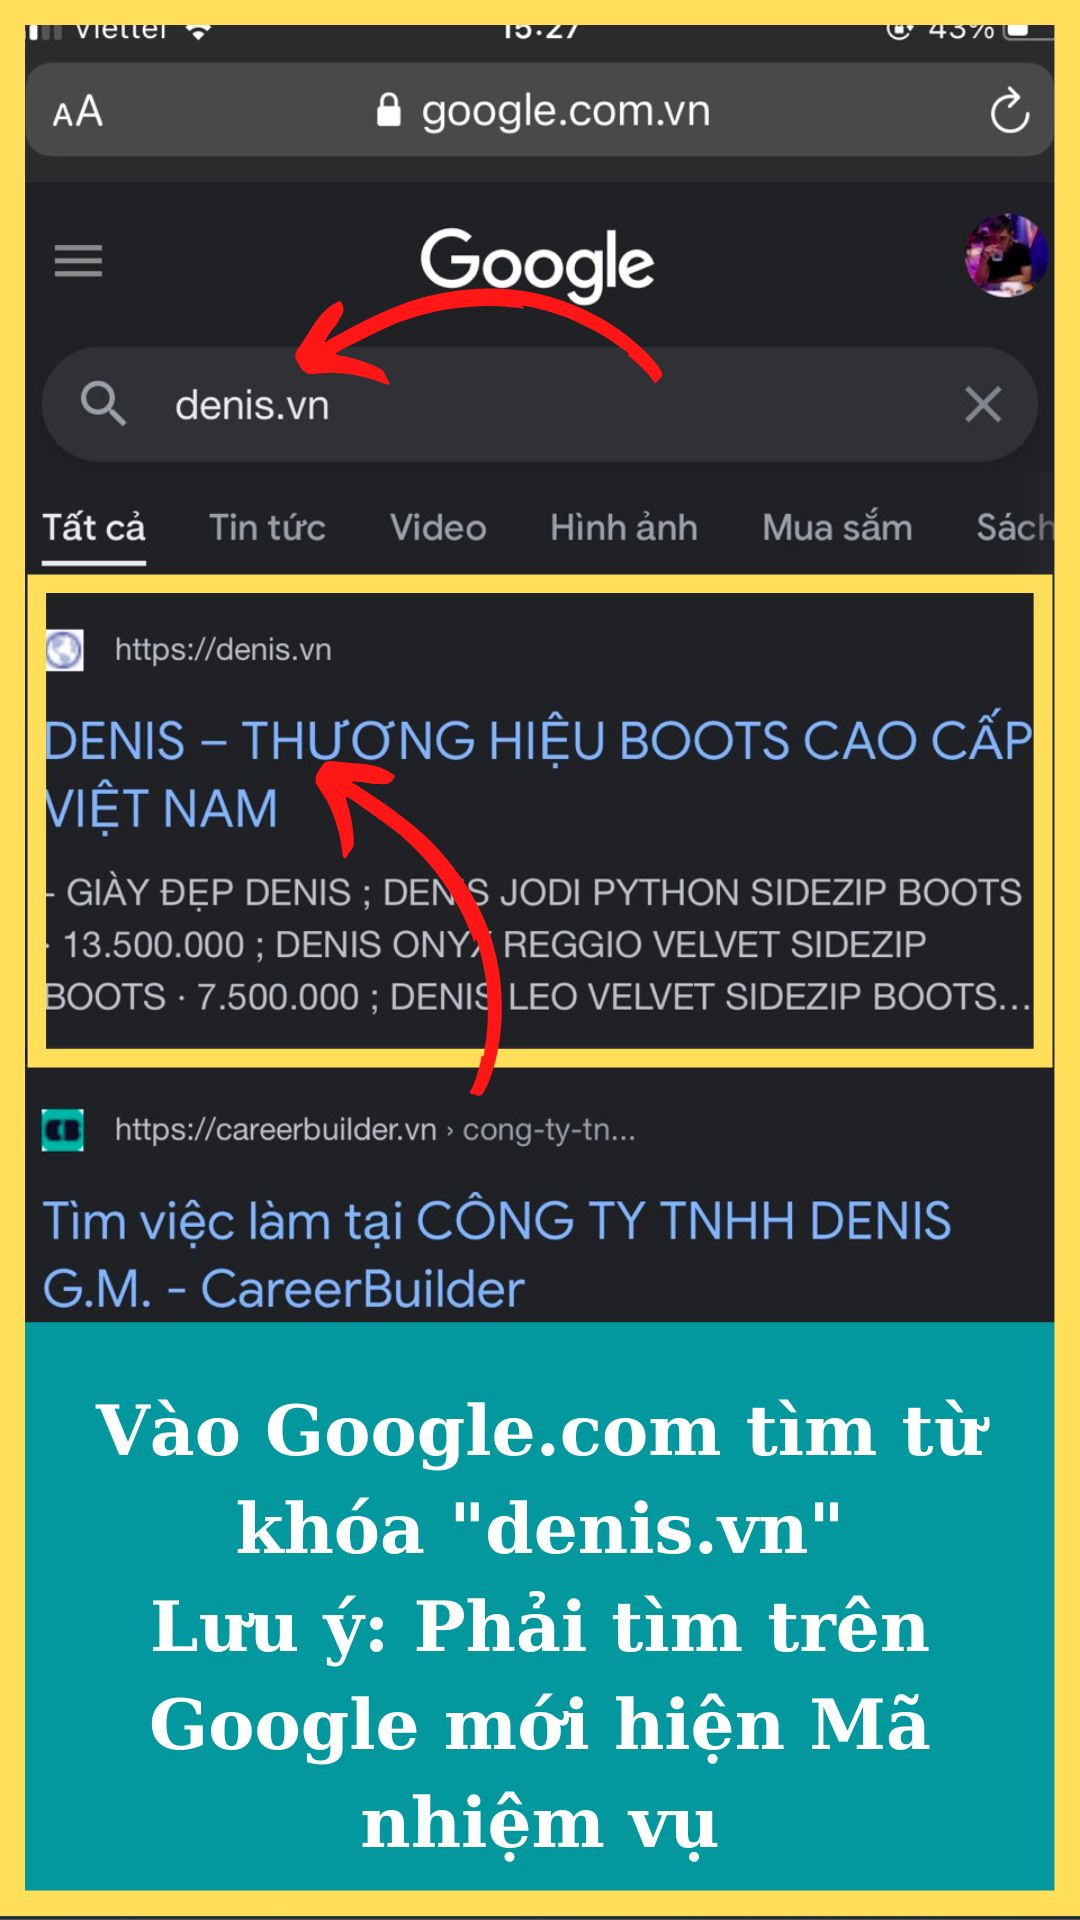 Viettel 15:27 43%
AA google.com.vn
Google
denis.vn
Tất cả Tin tức Video Hình ảnh Mua sắm Sách
https://denis.vn
DENIS – THƯƠNG HIỆU BOOTS CAO CẤP
VIỆT NAM
- GIÀY ĐẸP DENIS ; DENIS JODI PYTHON SIDEZIP BOOTS
· 13.500.000 ; DENIS ONYX REGGIO VELVET SIDEZIP
BOOTS · 7.500.000 ; DENIS LEO VELVET SIDEZIP BOOTS...
CB https://careerbuilder.vn › cong-ty-tn...
Tìm việc làm tại CÔNG TY TNHH DENIS
G.M. - CareerBuilder
Vào Google.com tìm từ
khóa "denis.vn"
Lưu ý: Phải tìm trên
Google mới hiện Mã
nhiệm vụ